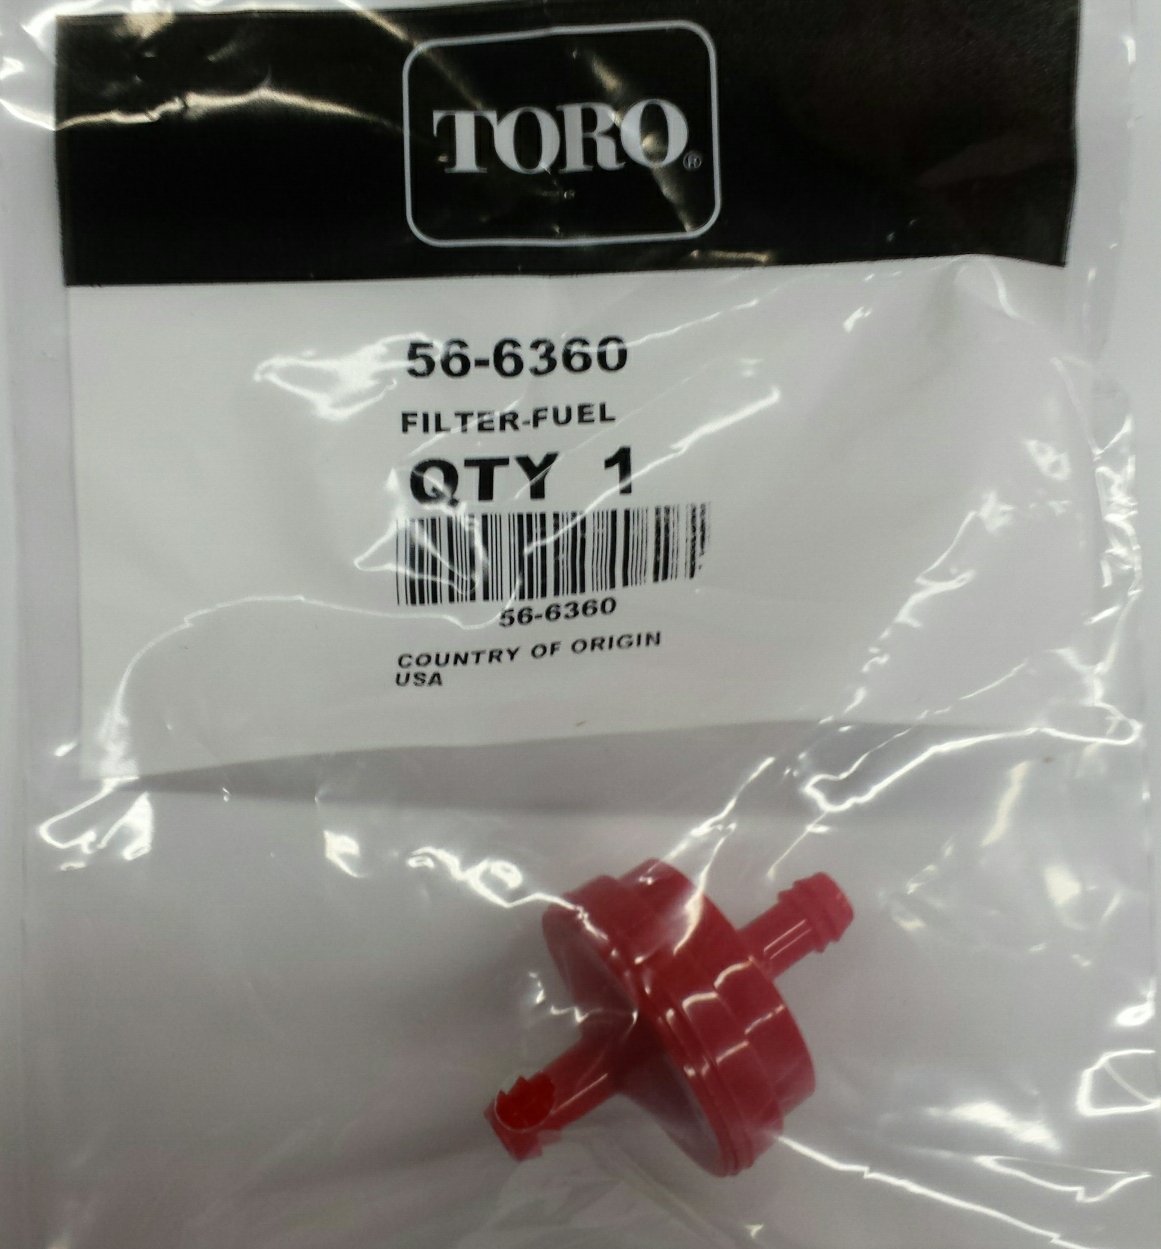 TORO®
56-6360
FILTER-FUEL
QTY 1
56-6360
COUNTRY OF ORIGIN
USA